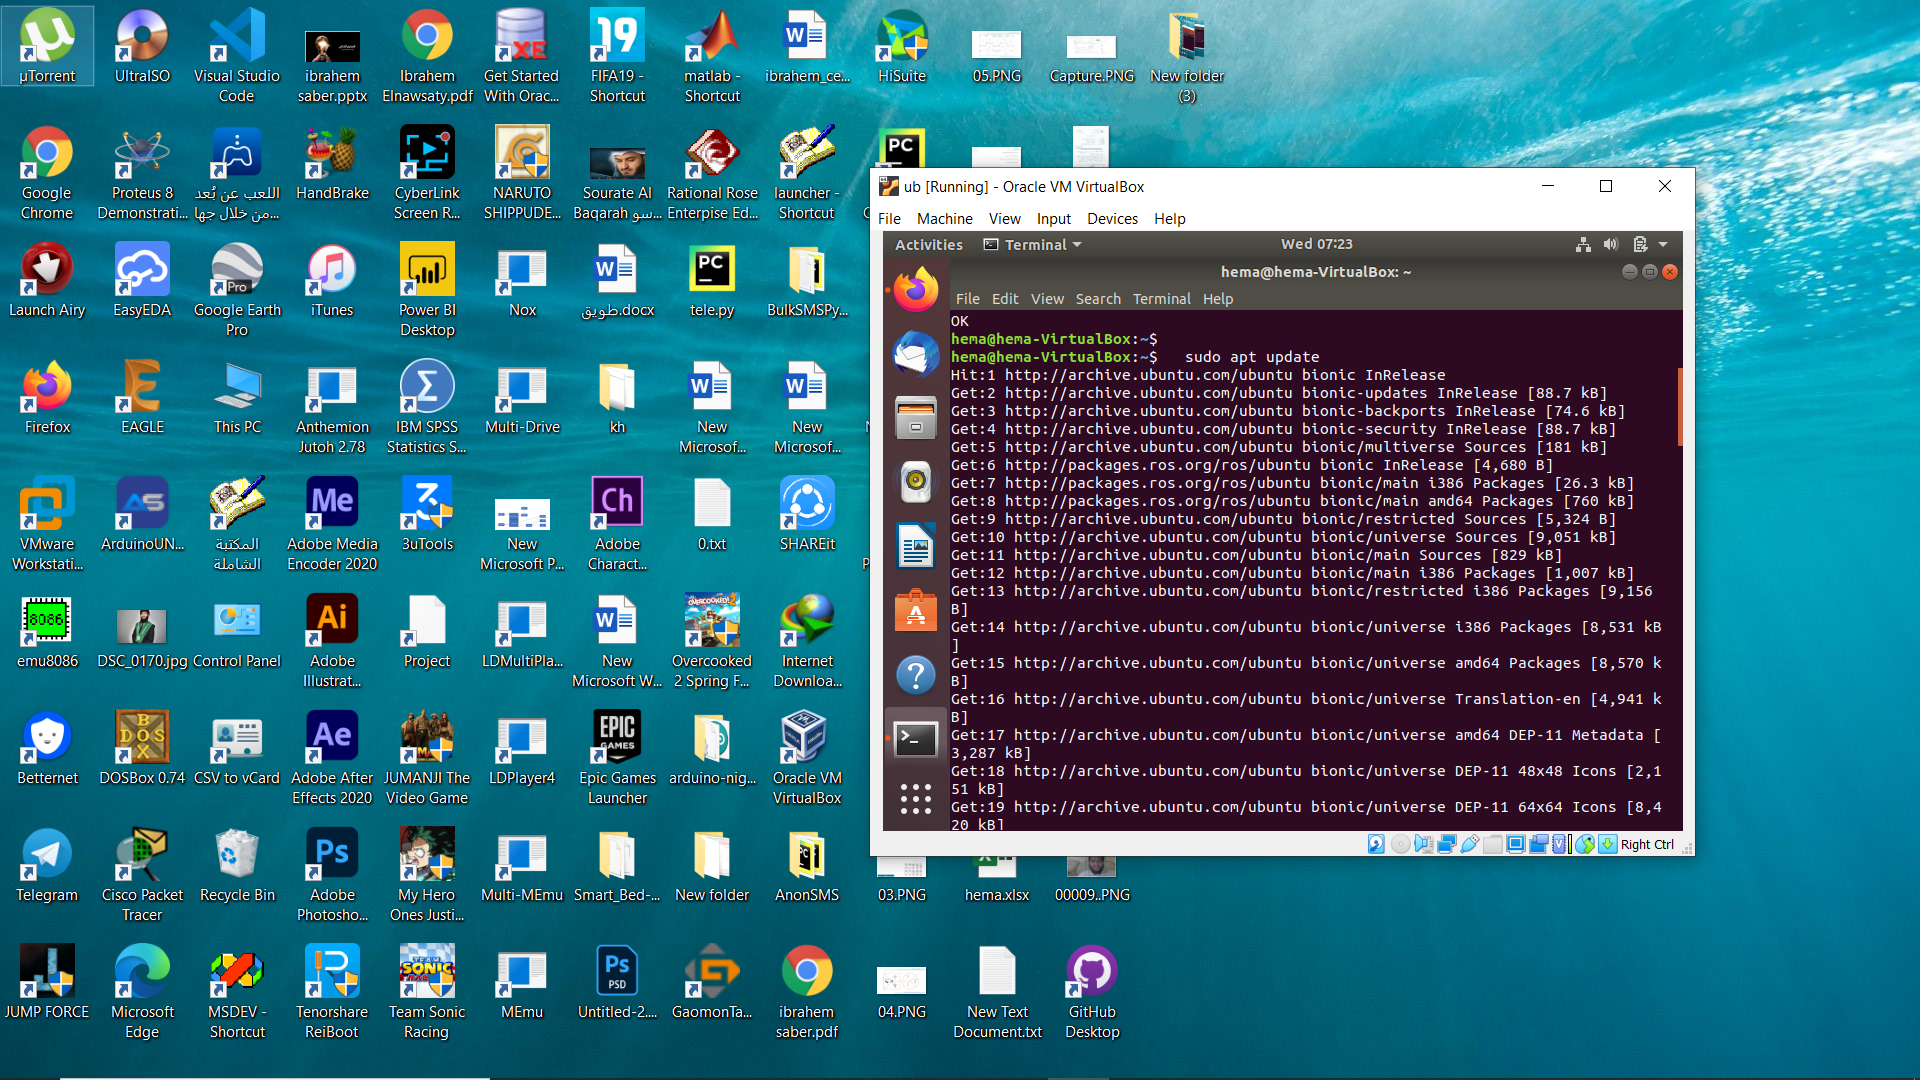 µTorrent
UltraISO
Visual Studio
Code
ibrahem
saber.pptx
Ibrahem
Elnawsaty.pdf
Get Started
With Orac...
FIFA19 -
Shortcut
matlab -
Shortcut
ibrahem_ce...
HiSuite
05.PNG
Capture.PNG
New folder
(3)
Google
Chrome
Proteus 8
Demonstrati...
اللعب عن بُعد
من خلال جها...
HandBrake
CyberLink
Screen R...
NARUTO
SHIPPUDE...
Sourate Al
Baqarah سو...
Rational Rose
Enterpise Ed...
launcher -
Shortcut
Launch Airy
EasyEDA
Google Earth
Pro
iTunes
Power BI
Desktop
Nox
طويق.docx
tele.py
BulkSMSPy...
Firefox
EAGLE
This PC
Anthemion
Jutoh 2.78
IBM SPSS
Statistics S...
Multi-Drive
kh
New
Microsof...
New
Microsof...
VMware
Workstati...
ArduinoUN...
المكتبة
الشاملة
Adobe Media
Encoder 2020
3uTools
New
Microsoft P...
Adobe
Charact...
0.txt
SHAREit
emu8086
DSC_0170.jpg
Control Panel
Adobe
Illustrat...
Project
LDMultiPla...
New
Microsoft W...
Overcooked
2 Spring F...
Internet
Downloa...
Betternet
DOSBox 0.74
CSV to vCard
Adobe After
Effects 2020
JUMANJI The
Video Game
LDPlayer4
Epic Games
Launcher
arduino-nig...
Oracle VM
VirtualBox
Telegram
Cisco Packet
Tracer
Recycle Bin
Adobe
Photosho...
My Hero
Ones Justi...
Multi-MEmu
Smart_Bed-...
New folder
AnonSMS
03.PNG
hema.xlsx
00009..PNG
JUMP FORCE
Microsoft
Edge
MSDEV -
Shortcut
Tenorshare
ReiBoot
Team Sonic
Racing
MEmu
Untitled-2....
GaomonTa...
ibrahem
saber.pdf
04.PNG
New Text
Document.txt
GitHub
Desktop
ub [Running] - Oracle VM VirtualBox
File Machine View Input Devices Help
Activities Terminal Wed 07:23
hema@hema-VirtualBox: ~
File Edit View Search Terminal Help
OK
hema@hema-VirtualBox:~$
hema@hema-VirtualBox:~$   sudo apt update
Hit:1 http://archive.ubuntu.com/ubuntu bionic InRelease
Get:2 http://archive.ubuntu.com/ubuntu bionic-updates InRelease [88.7 kB]
Get:3 http://archive.ubuntu.com/ubuntu bionic-backports InRelease [74.6 kB]
Get:4 http://archive.ubuntu.com/ubuntu bionic-security InRelease [88.7 kB]
Get:5 http://archive.ubuntu.com/ubuntu bionic/multiverse Sources [181 kB]
Get:6 http://packages.ros.org/ros/ubuntu bionic InRelease [4,680 B]
Get:7 http://packages.ros.org/ros/ubuntu bionic/main i386 Packages [26.3 kB]
Get:8 http://packages.ros.org/ros/ubuntu bionic/main amd64 Packages [760 kB]
Get:9 http://archive.ubuntu.com/ubuntu bionic/restricted Sources [5,324 B]
Get:10 http://archive.ubuntu.com/ubuntu bionic/universe Sources [9,051 kB]
Get:11 http://archive.ubuntu.com/ubuntu bionic/main Sources [829 kB]
Get:12 http://archive.ubuntu.com/ubuntu bionic/main i386 Packages [1,007 kB]
Get:13 http://archive.ubuntu.com/ubuntu bionic/restricted i386 Packages [9,156
B]
Get:14 http://archive.ubuntu.com/ubuntu bionic/universe i386 Packages [8,531 kB
]
Get:15 http://archive.ubuntu.com/ubuntu bionic/universe amd64 Packages [8,570 k
B]
Get:16 http://archive.ubuntu.com/ubuntu bionic/universe Translation-en [4,941 k
B]
Get:17 http://archive.ubuntu.com/ubuntu bionic/universe amd64 DEP-11 Metadata [
3,287 kB]
Get:18 http://archive.ubuntu.com/ubuntu bionic/universe DEP-11 48x48 Icons [2,1
51 kB]
Get:19 http://archive.ubuntu.com/ubuntu bionic/universe DEP-11 64x64 Icons [8,4
20 kB]
Right Ctrl